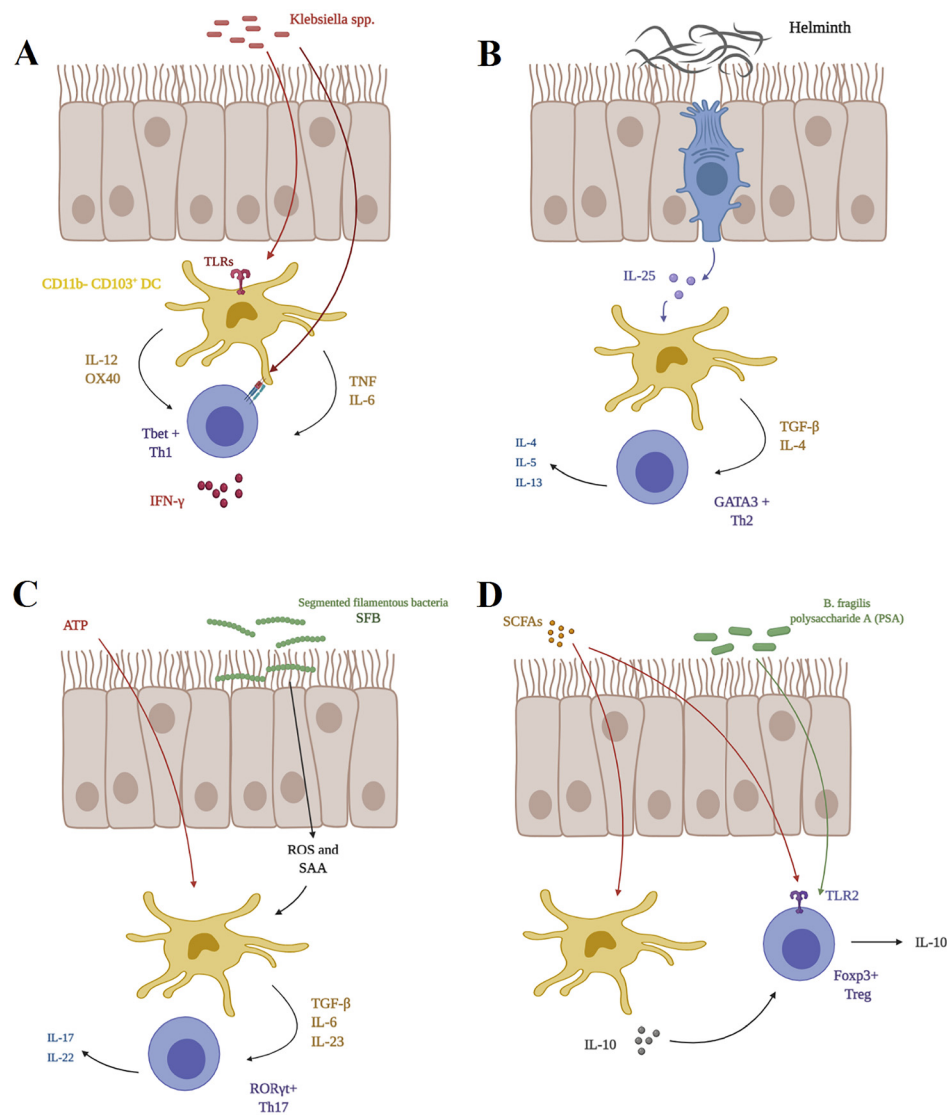 A
Klebsiella spp.
TLRs
CD11b- CD103⁺ DC
IL-12
OX40
TNF
IL-6
Tbet +
Th1
IFN-γ
B
Helminth
IL-25
TGF-β
IL-4
IL-4
IL-5
IL-13
GATA3 +
Th2
C
ATP
Segmented filamentous bacteria
SFB
ROS and
SAA
TGF-β
IL-6
IL-23
IL-17
IL-22
RORγt+
Th17
D
SCFAs
B. fragilis
polysaccharide A (PSA)
TLR2
IL-10
Foxp3+
Treg
IL-10